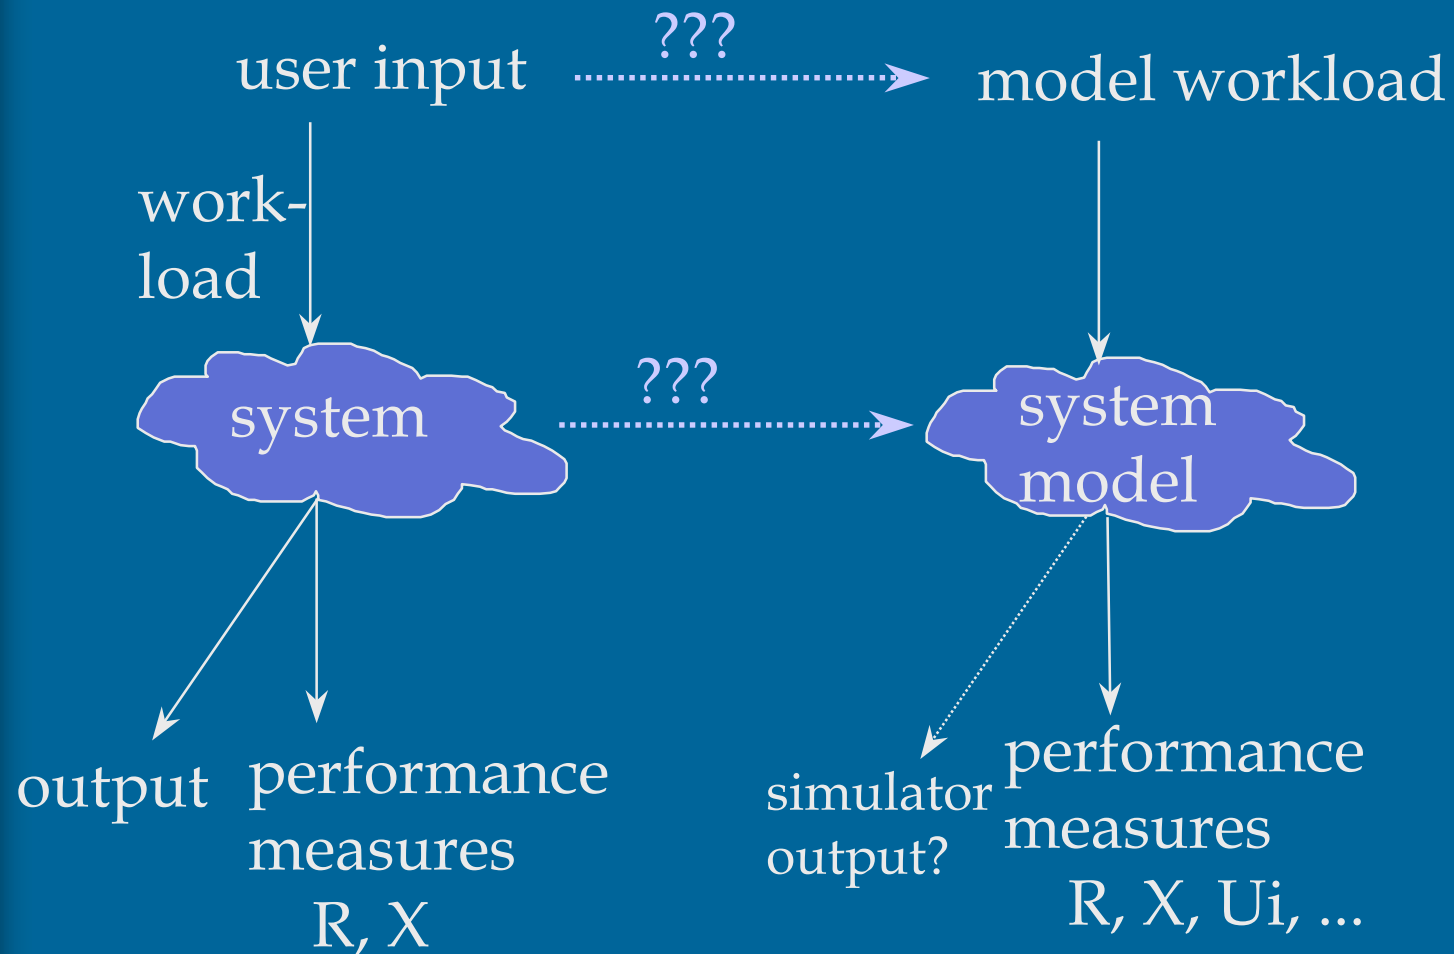 ???
user input
model workload
work-
load
???
system
system
model
output
performance
measures
R, X
simulator
output?
performance
measures
R, X, Ui, ...